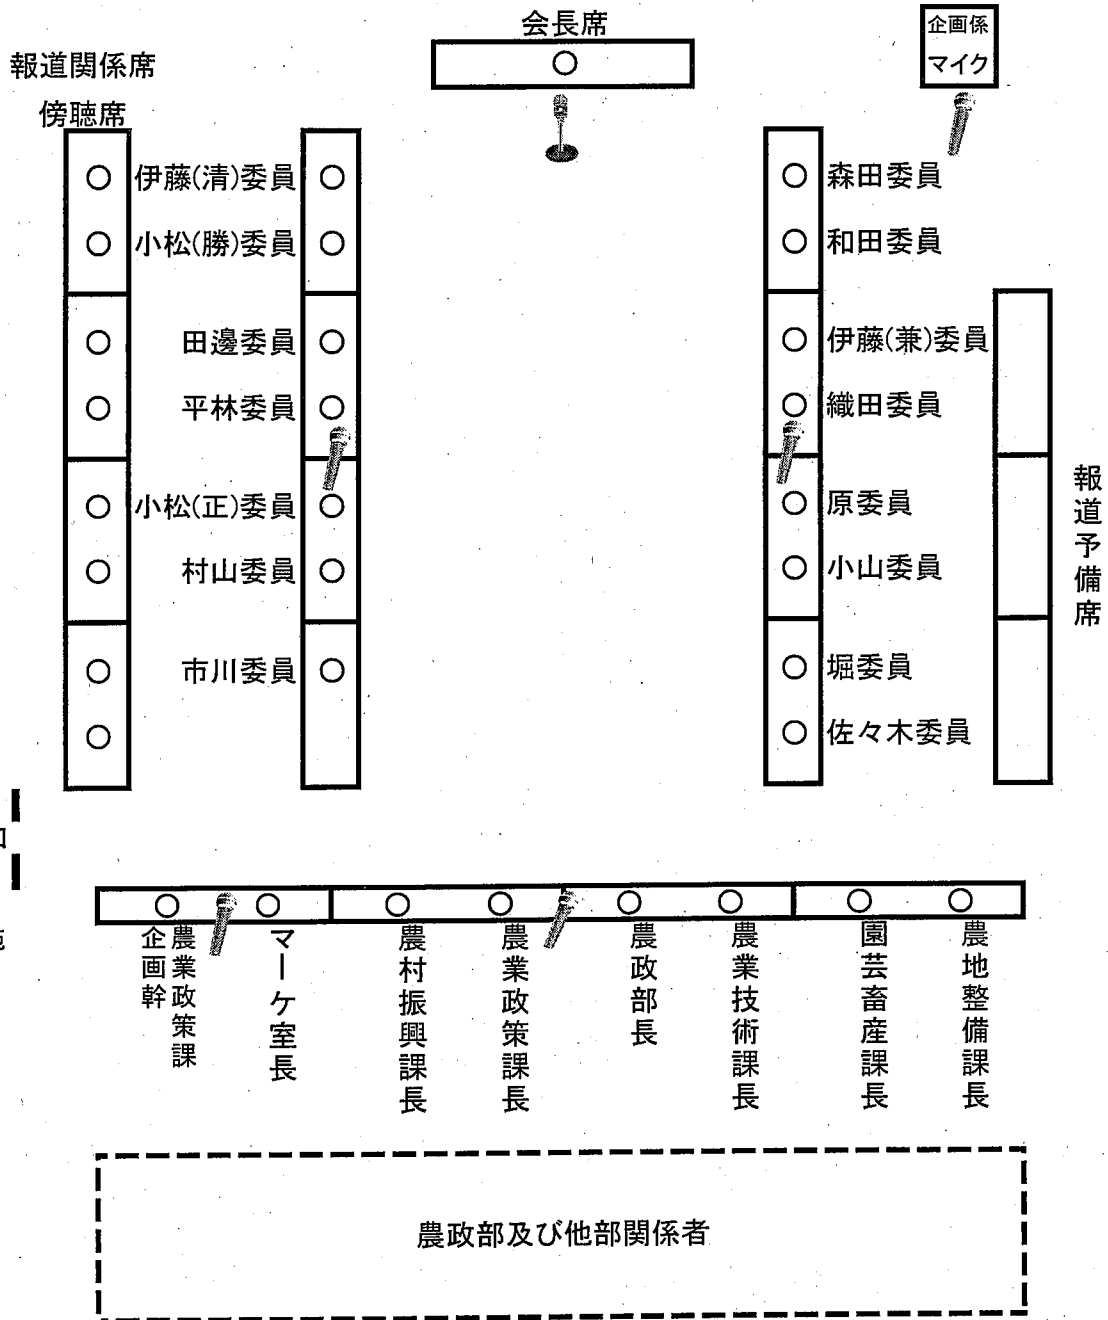 会長席
企画係
マイク
報道関係席
傍聴席
伊藤(清)委員
小松(勝)委員
田邊委員
平林委員
小松(正)委員
村山委員
市川委員
森田委員
和田委員
伊藤(兼)委員
織田委員
原委員
小山委員
堀委員
佐々木委員
報道予備席
農業政策課
企画幹
マーケ室長
農村振興課長
農業政策課長
農政部長
農業技術課長
園芸畜産課長
農地整備課長
農政部及び他部関係者